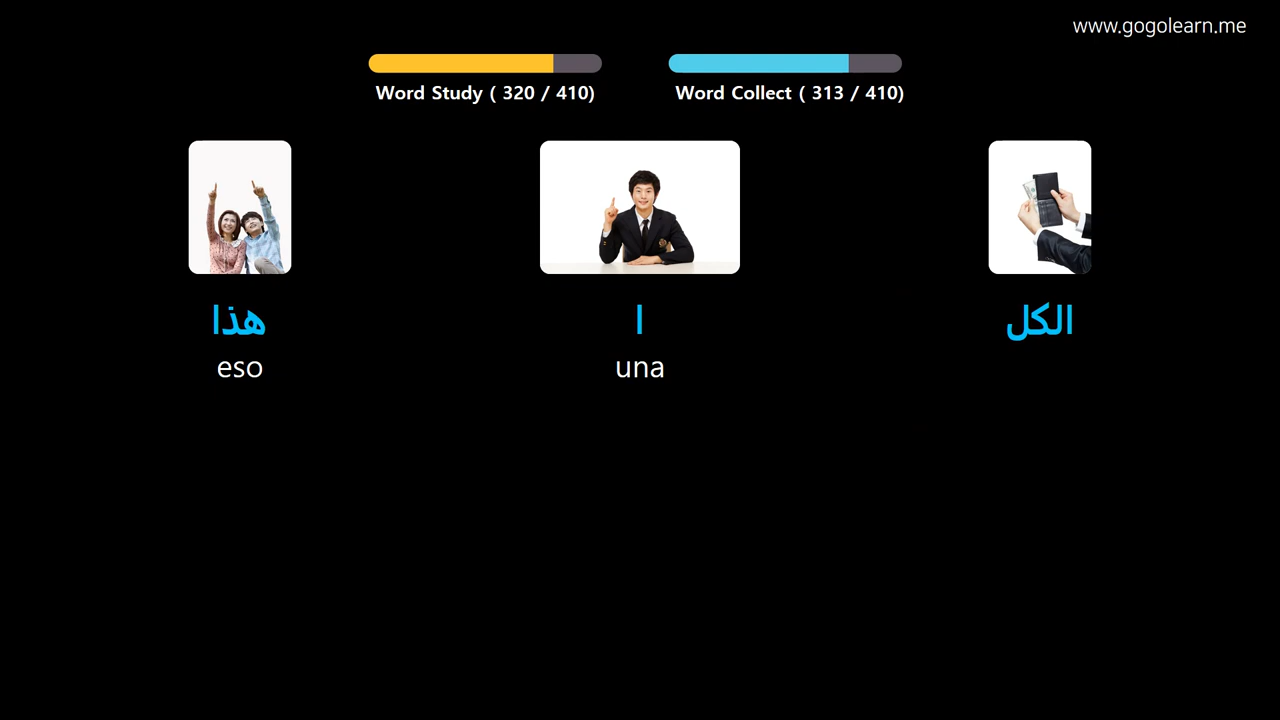 www.gogolearn.me
Word Study ( 320 / 410)
Word Collect ( 313 / 410)
هذا
eso
ا
una
الكل